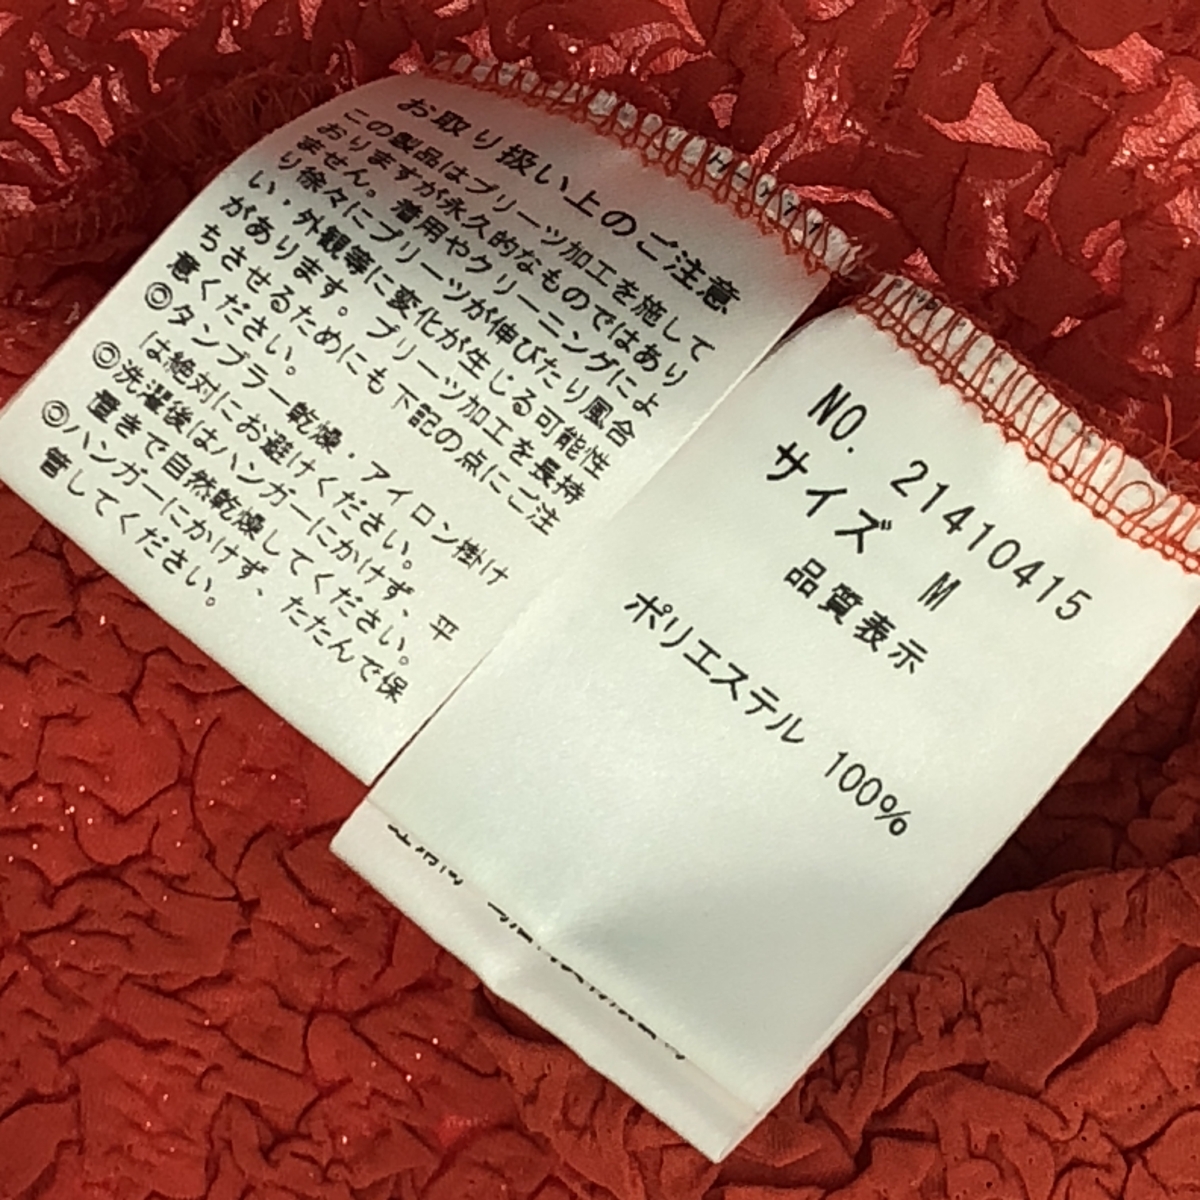 お取り扱い上のご注意
この製品はプリーツ加工を施して
おりますが永久的なものではあり
ません。着用やクリーニングによ
り徐々にプリーツが伸びたり風合
い・外観等に変化が生じる可能性
があります。プリーツ加工を長持
ちさせるためにも下記の点にご注
意ください。
◎タンブラー乾燥・アイロン掛け
は絶対にお避けください。
◎洗濯後はハンガーにかけず、平
置きで自然乾燥してください。
◎ハンガーにかけず、たたんで保
管してください。
NO. 21410415
サイズ M
品質表示
ポリエステル 100%